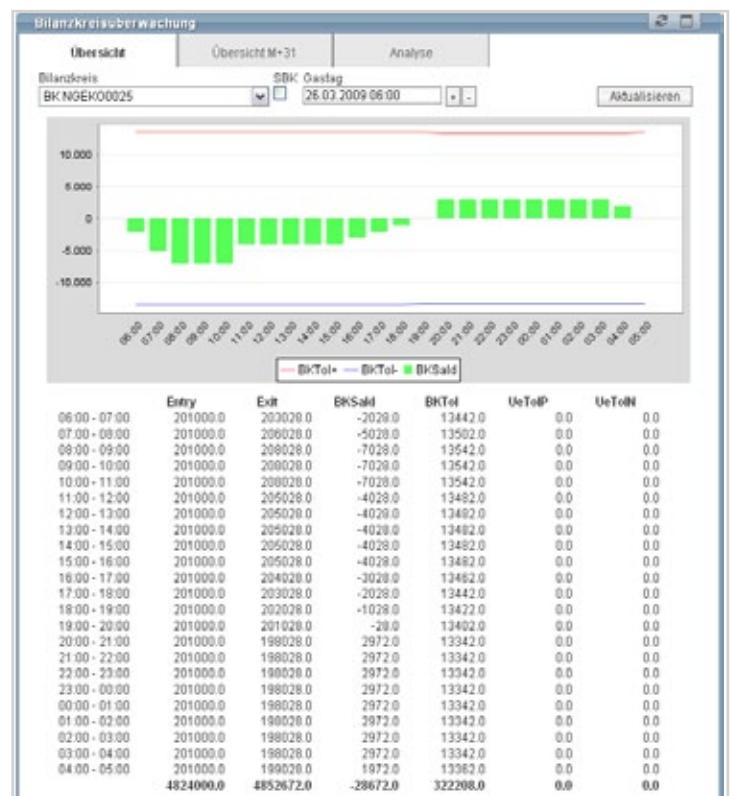 Bilanzkreisüberwachung
Übersicht Übersicht M+31 Analyse
Bilanzkreis SBK Gastag
BK NGEKO0025 26.03.2009 06:00 + - Aktualisieren
10.000
5.000
0
-5.000
-10.000
06:00 07:00 08:00 09:00 10:00 11:00 12:00 13:00 14:00 15:00 16:00 17:00 18:00 19:00 20:00 21:00 22:00 23:00 00:00 01:00 02:00 03:00 04:00 05:00
BKTol+ BKTol- BKSald
Entry Exit BKSald BKTol UeTolP UeTolN
06:00 - 07:00 201000.0 203028.0 -2028.0 13442.0 0.0 0.0
07:00 - 08:00 201000.0 206028.0 -5028.0 13502.0 0.0 0.0
08:00 - 09:00 201000.0 208028.0 -7028.0 13542.0 0.0 0.0
09:00 - 10:00 201000.0 208028.0 -7028.0 13542.0 0.0 0.0
10:00 - 11:00 201000.0 208028.0 -7028.0 13542.0 0.0 0.0
11:00 - 12:00 201000.0 205028.0 -4028.0 13482.0 0.0 0.0
12:00 - 13:00 201000.0 205028.0 -4028.0 13482.0 0.0 0.0
13:00 - 14:00 201000.0 205028.0 -4028.0 13482.0 0.0 0.0
14:00 - 15:00 201000.0 205028.0 -4028.0 13482.0 0.0 0.0
15:00 - 16:00 201000.0 205028.0 -4028.0 13482.0 0.0 0.0
16:00 - 17:00 201000.0 204028.0 -3028.0 13462.0 0.0 0.0
17:00 - 18:00 201000.0 203028.0 -2028.0 13442.0 0.0 0.0
18:00 - 19:00 201000.0 202028.0 -1028.0 13422.0 0.0 0.0
19:00 - 20:00 201000.0 201028.0 -28.0 13402.0 0.0 0.0
20:00 - 21:00 201000.0 198028.0 2972.0 13342.0 0.0 0.0
21:00 - 22:00 201000.0 198028.0 2972.0 13342.0 0.0 0.0
22:00 - 23:00 201000.0 198028.0 2972.0 13342.0 0.0 0.0
23:00 - 00:00 201000.0 198028.0 2972.0 13342.0 0.0 0.0
00:00 - 01:00 201000.0 198028.0 2972.0 13342.0 0.0 0.0
01:00 - 02:00 201000.0 198028.0 2972.0 13342.0 0.0 0.0
02:00 - 03:00 201000.0 198028.0 2972.0 13342.0 0.0 0.0
03:00 - 04:00 201000.0 198028.0 2972.0 13342.0 0.0 0.0
04:00 - 05:00 201000.0 199028.0 1972.0 13362.0 0.0 0.0
4824000.0 4852672.0 -28672.0 322208.0 0.0 0.0